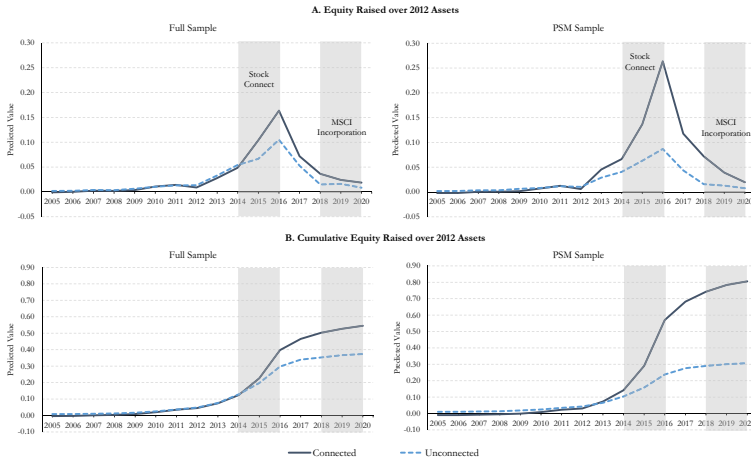 A. Equity Raised over 2012 Assets
Full Sample
PSM Sample
Predicted Value
0.30
0.25
0.20
0.15
0.10
0.05
0.00
-0.05
Stock
Connect
MSCI
Incorporation
2005 2006 2007 2008 2009 2010 2011 2012 2013 2014 2015 2016 2017 2018 2019 2020
Predicted Value
0.30
0.25
0.20
0.15
0.10
0.05
0.00
-0.05
Stock
Connect
MSCI
Incorporation
2005 2006 2007 2008 2009 2010 2011 2012 2013 2014 2015 2016 2017 2018 2019 202
B. Cumulative Equity Raised over 2012 Assets
Full Sample
PSM Sample
Predicted Value
0.90
0.80
0.70
0.60
0.50
0.40
0.30
0.20
0.10
0.00
-0.10
2005 2006 2007 2008 2009 2010 2011 2012 2013 2014 2015 2016 2017 2018 2019 2020
Predicted Value
0.90
0.80
0.70
0.60
0.50
0.40
0.30
0.20
0.10
0.00
-0.10
2005 2006 2007 2008 2009 2010 2011 2012 2013 2014 2015 2016 2017 2018 2019 202
Connected
Unconnected